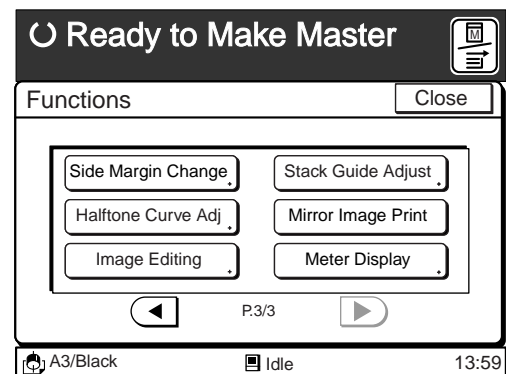 Ready to Make Master
M
Functions
Close
Side Margin Change
Stack Guide Adjust
Halftone Curve Adj
Mirror Image Print
Image Editing
Meter Display
P.3/3
A3/Black
Idle
13:59